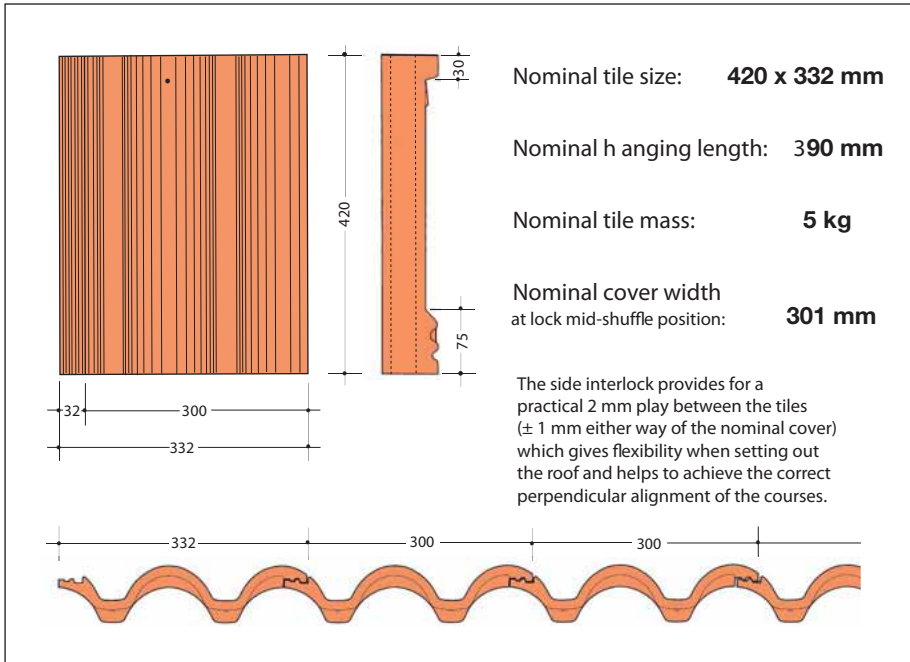 30
Nominal tile size: 420 x 332 mm
Nominal h anging length: 390 mm
420
Nominal tile mass: 5 kg
Nominal cover width
at lock mid-shuffle position: 301 mm
75
The side interlock provides for a
practical 2 mm play between the tiles
(± 1 mm either way of the nominal cover)
which gives flexibility when setting out
the roof and helps to achieve the correct
perpendicular alignment of the courses.
32 300
332
332 300 300